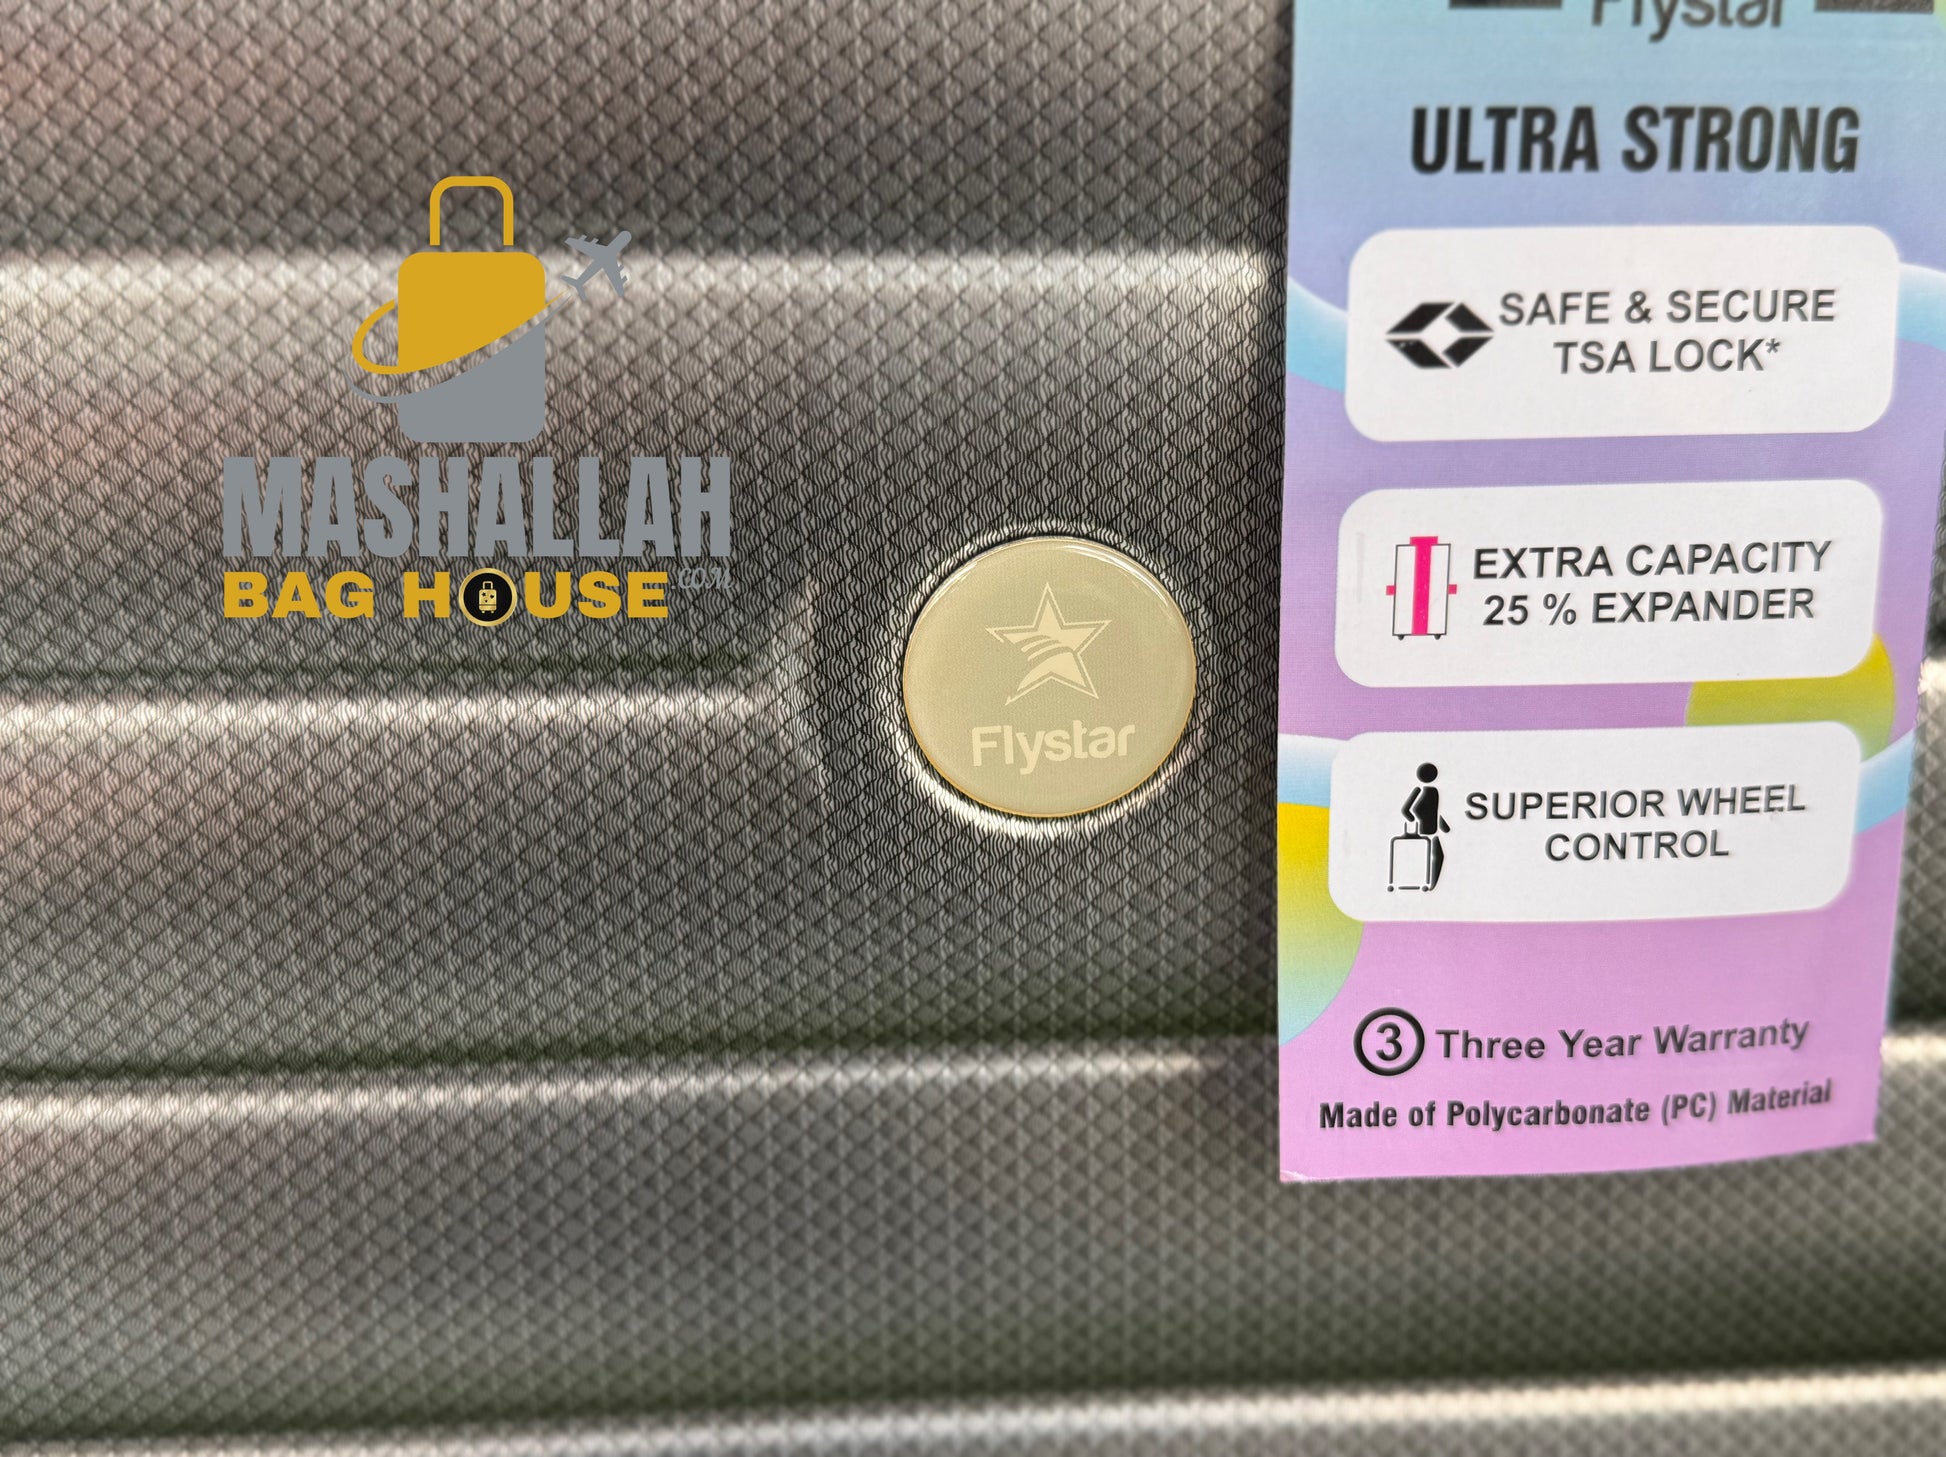 MASHALLAH
BAG HOUSE.com
Flystar
Flystar
ULTRA STRONG
SAFE & SECURE
TSA LOCK*
EXTRA CAPACITY
25 % EXPANDER
SUPERIOR WHEEL
CONTROL
3 Three Year Warranty
Made of Polycarbonate (PC) Material